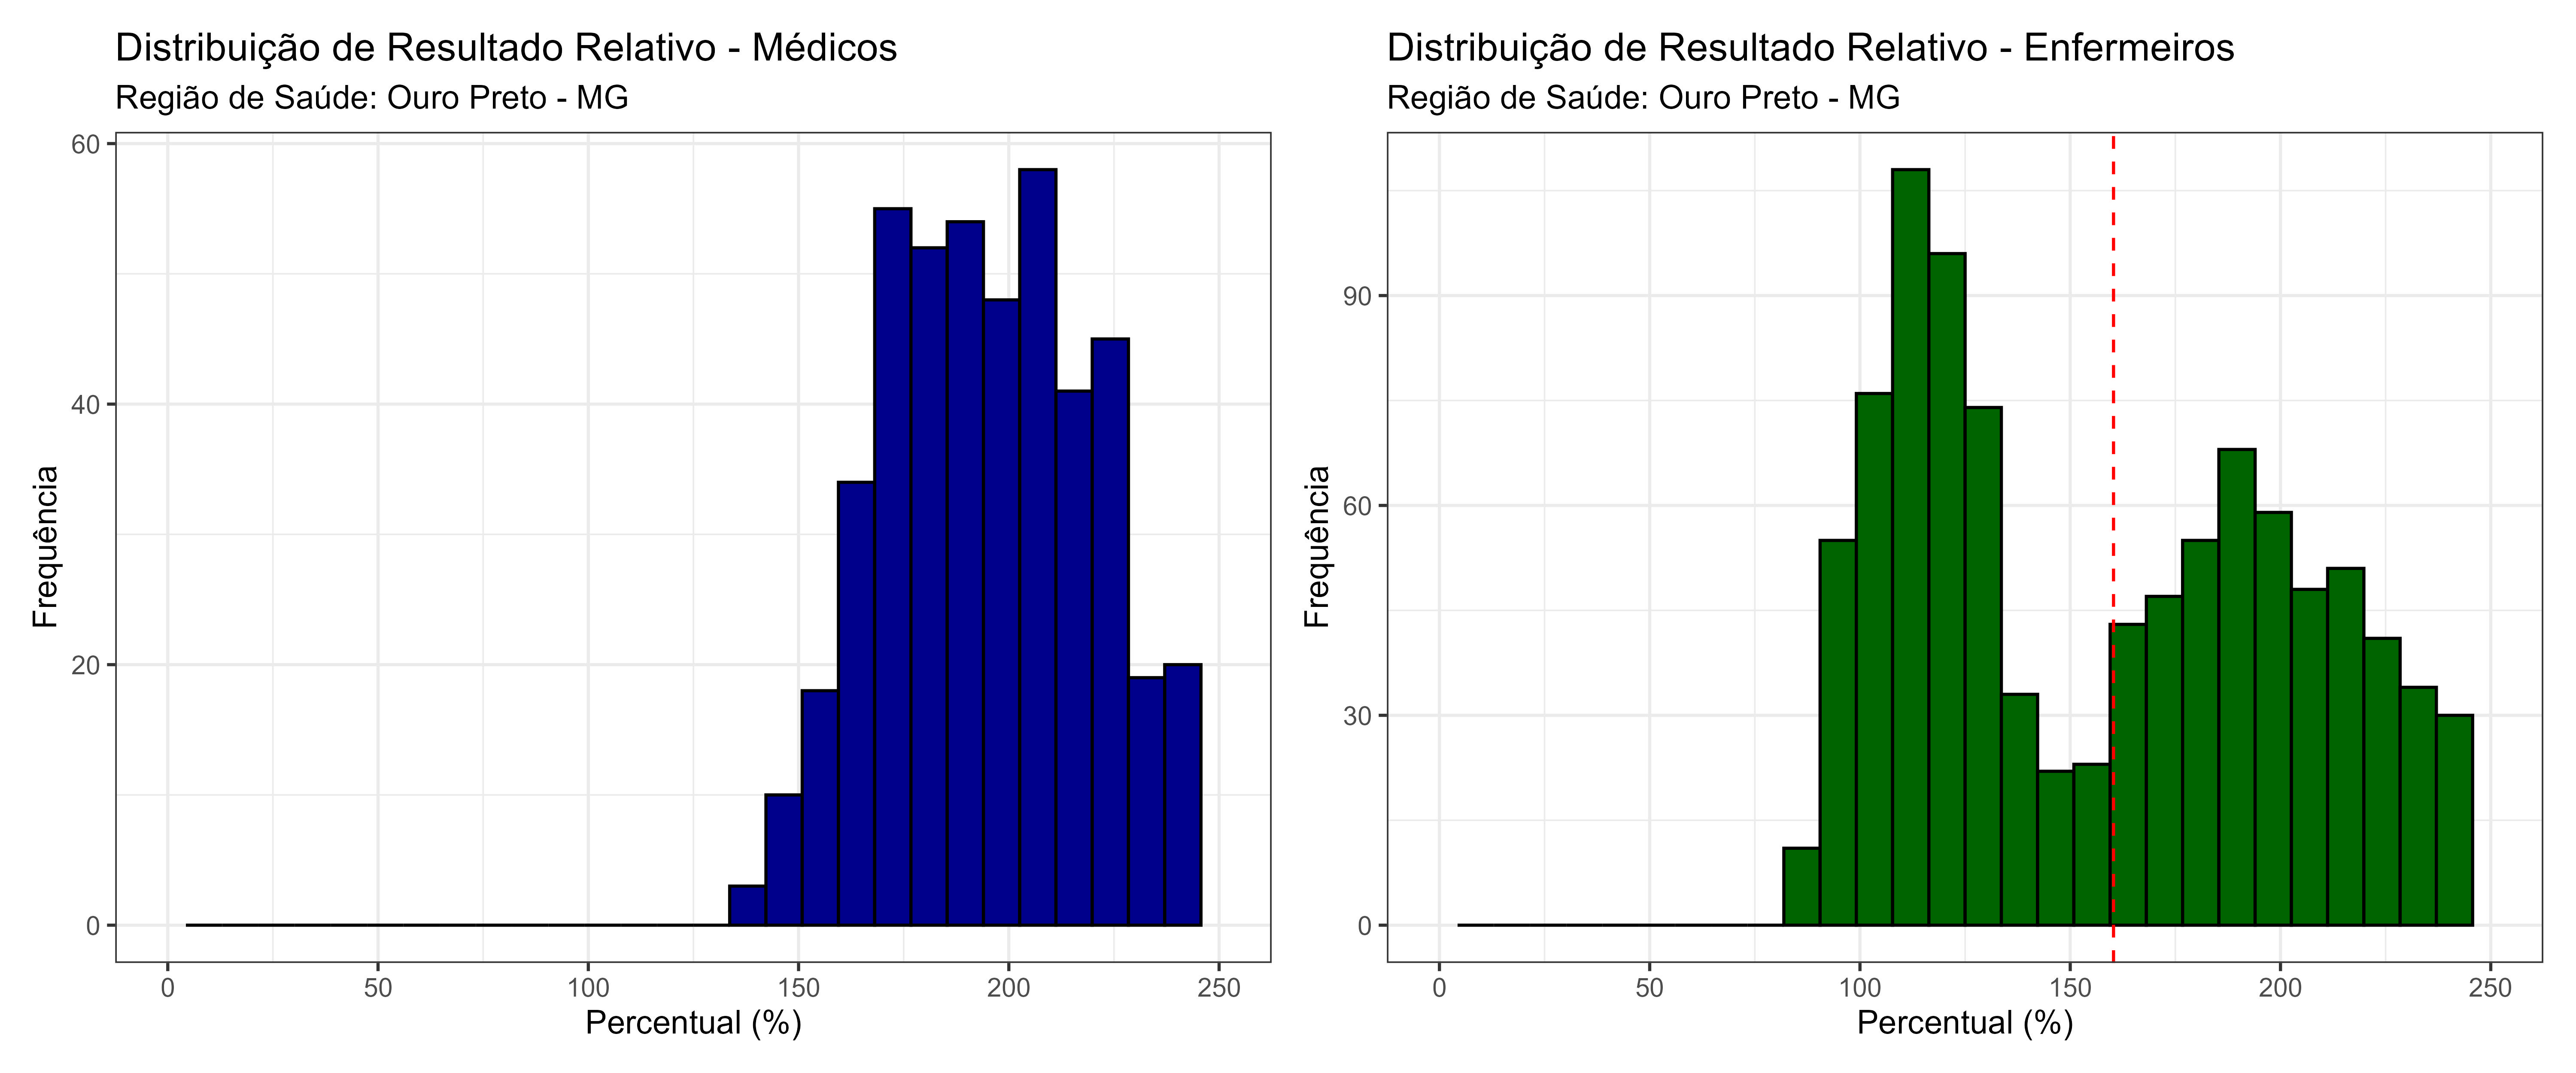 Distribuição de Resultado Relativo - Médicos
Região de Saúde: Ouro Preto - MG
60
40
20
0
Frequência
0 50 100 150 200 250
Percentual (%)
Distribuição de Resultado Relativo - Enfermeiros
Região de Saúde: Ouro Preto - MG
90
60
30
0
Frequência
0 50 100 150 200 250
Percentual (%)